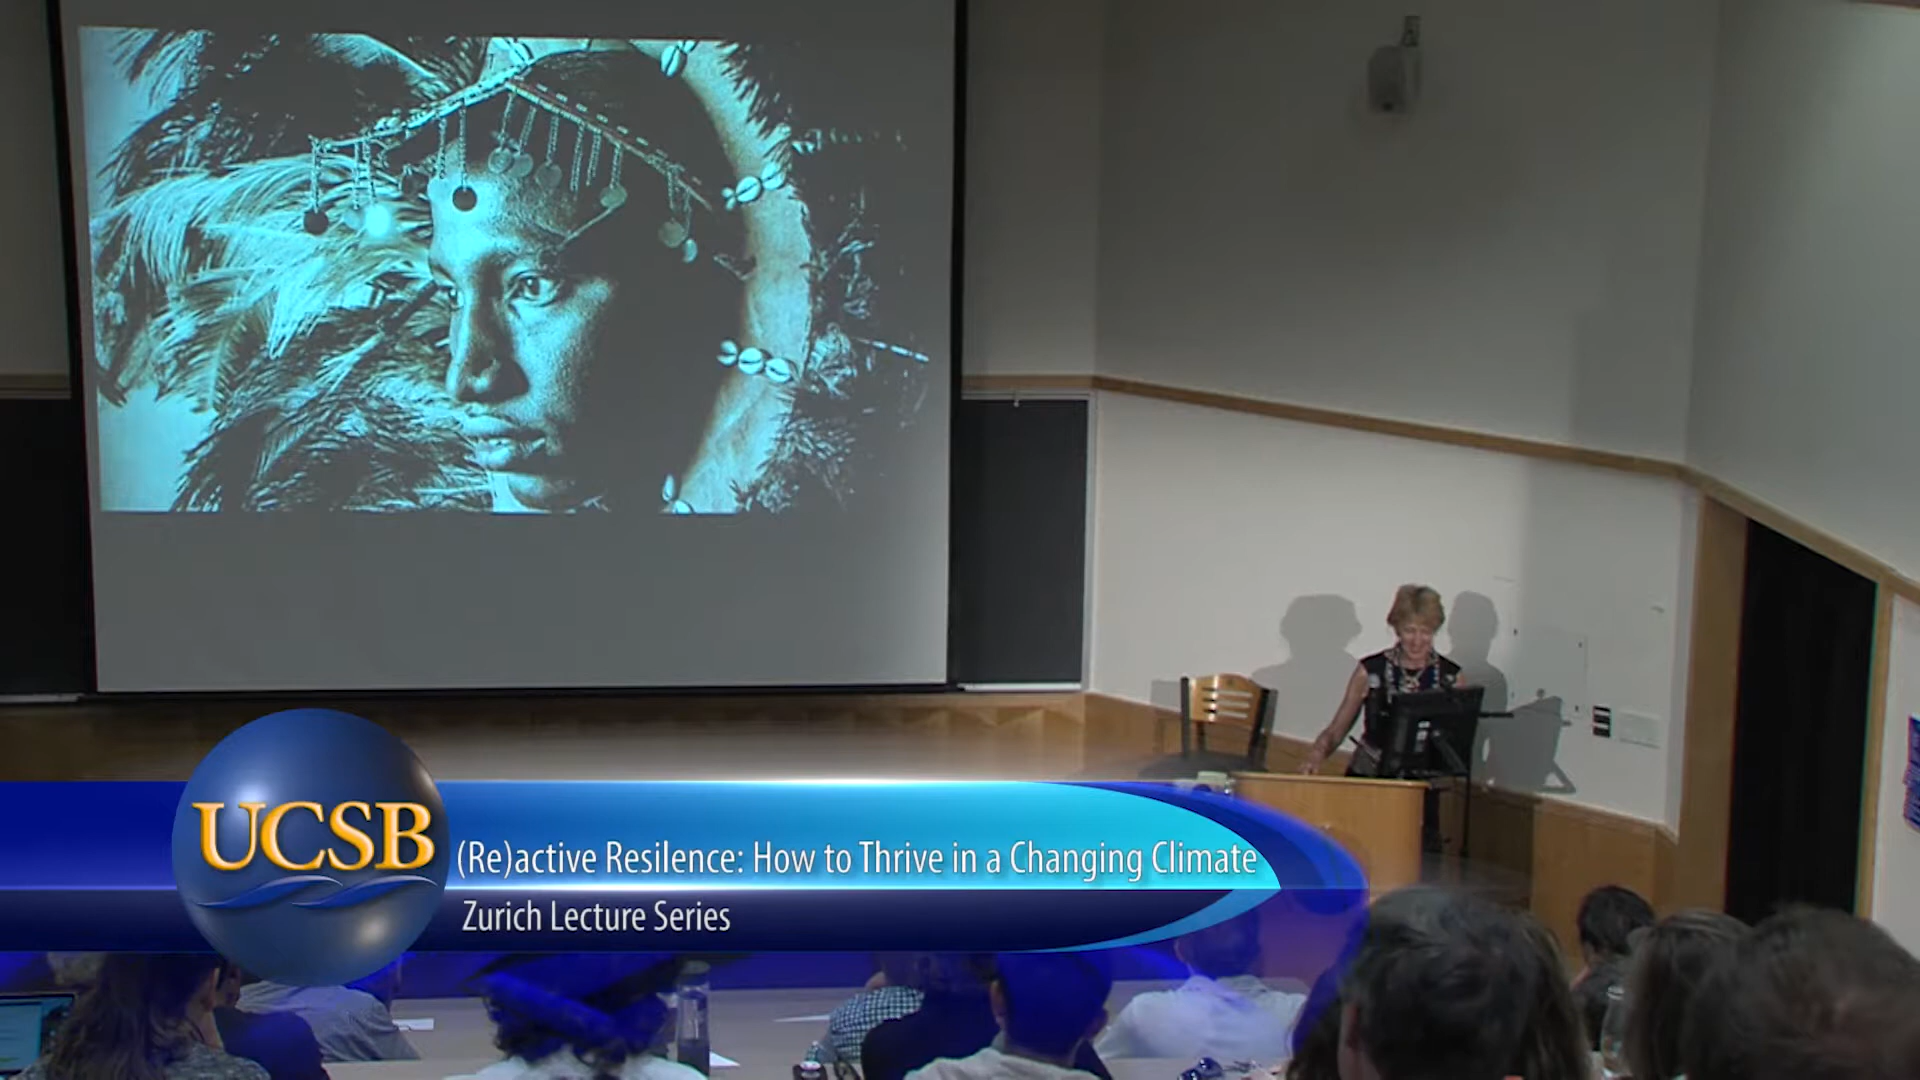 UCSB
(Re)active Resilence: How to Thrive in a Changing Climate
Zurich Lecture Series